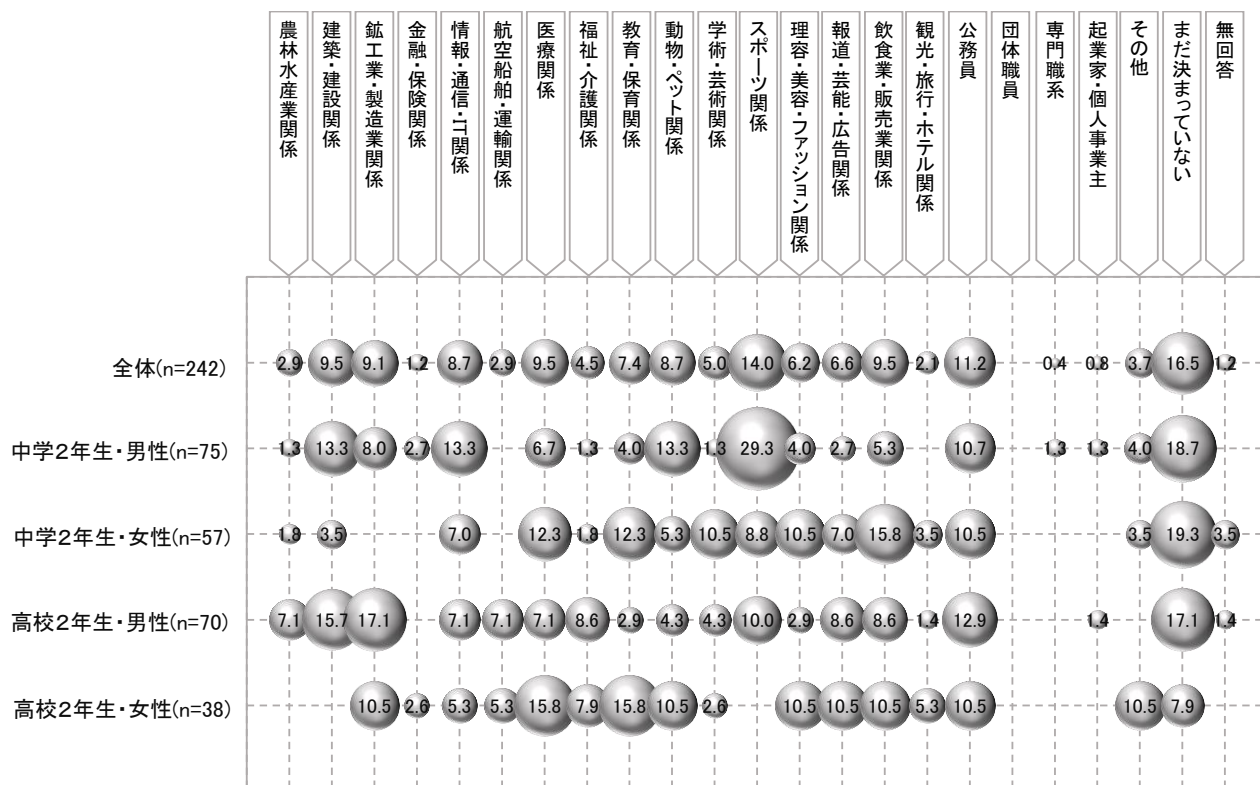 農林水産業関係
建築・建設関係
鉱工業・製造業関係
金融・保険関係
情報・通信・IT関係
航空船舶・運輸関係
医療関係
福祉・介護関係
教育・保育関係
動物・ペット関係
学術・芸術関係
スポーツ関係
理容・美容・ファッション関係
報道・芸能・広告関係
飲食業・販売業関係
観光・旅行・ホテル関係
公務員
団体職員
専門職系
起業家・個人事業主
その他
まだ決まっていない
無回答
全体(n=242) 2.9 9.5 9.1 1.2 8.7 2.9 9.5 4.5 7.4 8.7 5.0 14.0 6.2 6.6 9.5 2.1 11.2 0.4 0.8 3.7 16.5 1.2
中学2年生・男性(n=75) 1.3 13.3 8.0 2.7 13.3 6.7 1.3 4.0 13.3 1.3 29.3 4.0 2.7 5.3 10.7 1.3 1.3 4.0 18.7
中学2年生・女性(n=57) 1.8 3.5 7.0 12.3 1.8 12.3 5.3 10.5 8.8 10.5 7.0 15.8 3.5 10.5 3.5 19.3 3.5
高校2年生・男性(n=70) 7.1 15.7 17.1 7.1 7.1 7.1 8.6 2.9 4.3 4.3 10.0 2.9 8.6 8.6 1.4 12.9 1.4 17.1 1.4
高校2年生・女性(n=38) 10.5 2.6 5.3 5.3 15.8 7.9 15.8 10.5 2.6 10.5 10.5 10.5 5.3 10.5 10.5 7.9